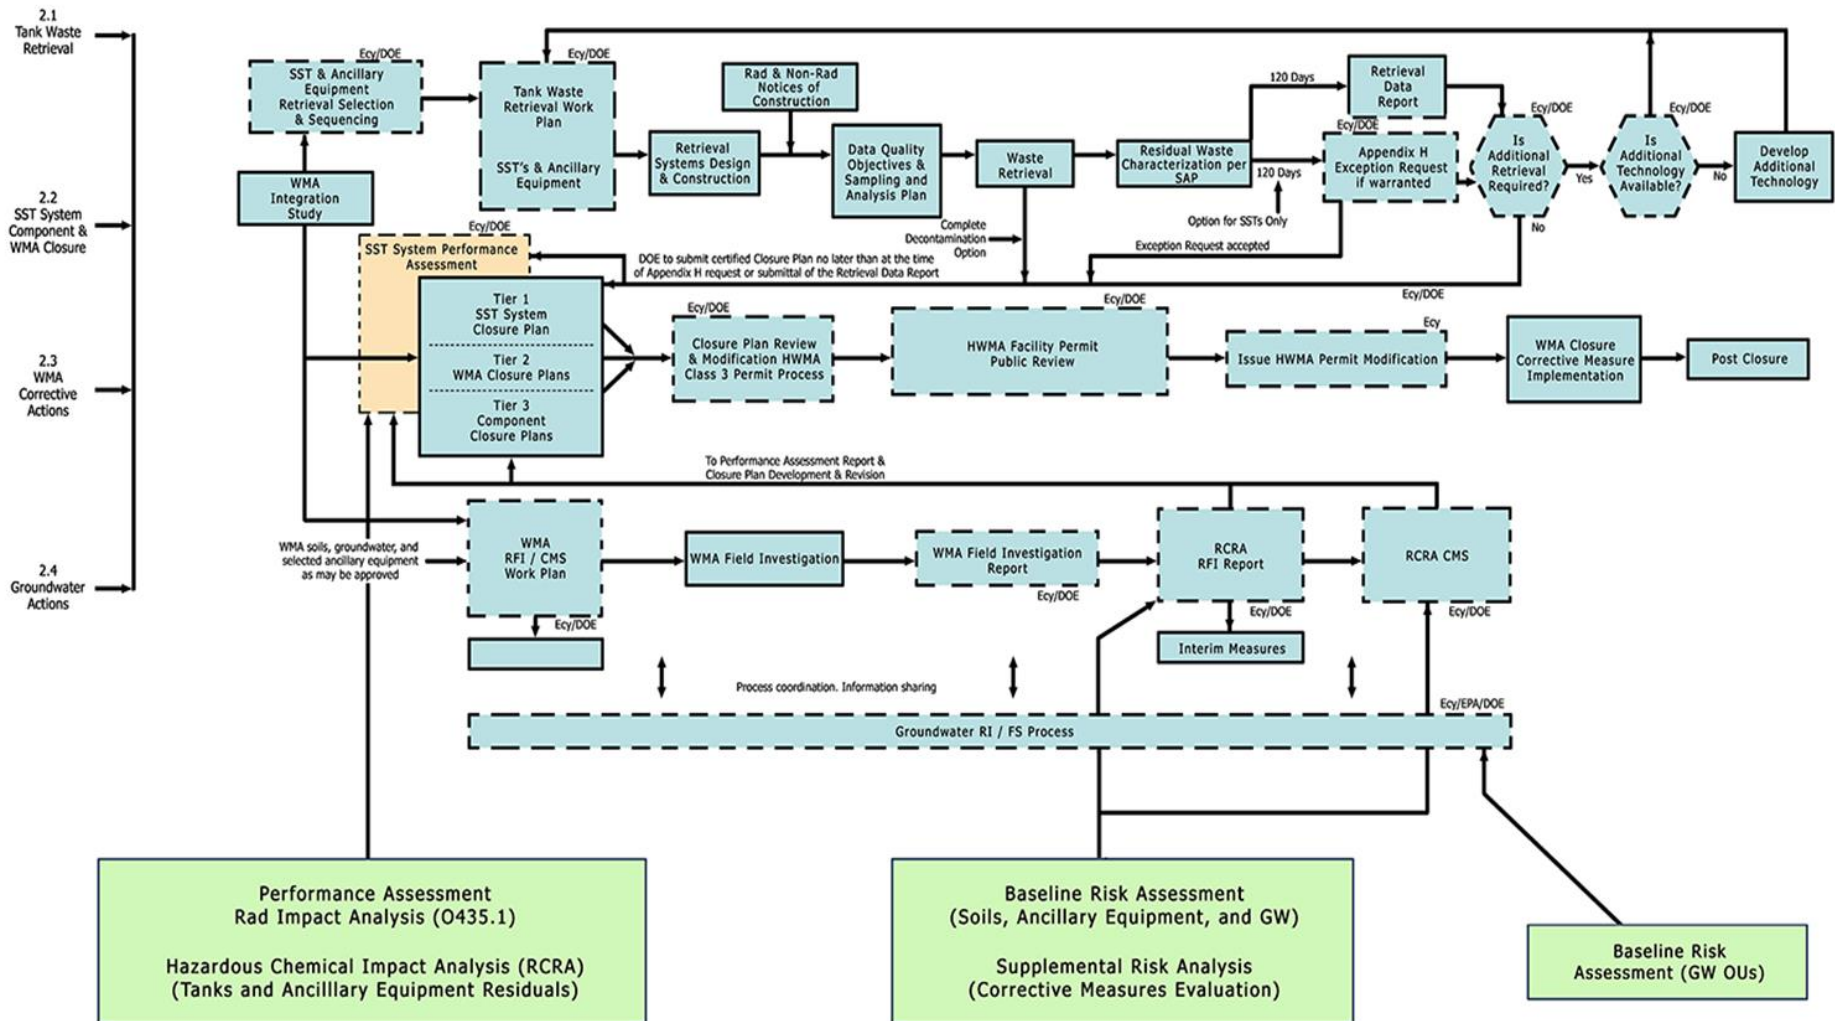 2.1
Tank Waste
Retrieval
2.2
SST System
Component &
WMA Closure
2.3
WMA
Corrective
Actions
2.4
Groundwater
Actions
Ecy/DOE
SST & Ancillary
Equipment
Retrieval Selection
& Sequencing
WMA
Integration
Study
Ecy/DOE
Tank Waste
Retrieval Work
Plan
SST's & Ancillary
Equipment
Retrieval
Systems Design
& Construction
Rad & Non-Rad
Notices of
Construction
Data Quality
Objectives &
Sampling and
Analysis Plan
Waste
Retrieval
Complete
Decontamination
Option
Residual Waste
Characterization per
SAP
120 Days
120 Days
Option for SSTs Only
Retrieval
Data
Report
Ecy/DOE
Appendix H
Exception Request
if warranted
Exception Request accepted
Ecy/DOE
Is
Additional
Retrieval
Required?
Yes
No
Ecy/DOE
Is
Additional
Technology
Available?
No
Develop
Additional
Technology
Ecy/DOE
SST System Performance
Assessment
DOE to submit certified Closure Plan no later than at the time
of Appendix H request or submittal of the Retrieval Data Report
Tier 1
SST System
Closure Plan
Tier 2
WMA Closure Plans
Tier 3
Component
Closure Plans
Ecy/DOE
Closure Plan Review
& Modification HWMA
Class 3 Permit Process
Ecy/DOE
HWMA Facility Permit
Public Review
Ecy/DOE
Ecy
Issue HWMA Permit Modification
WMA Closure
Corrective Measure
Implementation
Post Closure
To Performance Assessment Report &
Closure Plan Development & Revision
WMA soils, groundwater, and
selected ancillary equipment
as may be approved
WMA
RFI / CMS
Work Plan
Ecy/DOE
WMA Field Investigation
WMA Field Investigation
Report
Ecy/DOE
RCRA
RFI Report
Ecy/DOE
Interim Measures
RCRA CMS
Ecy/DOE
Process coordination. Information sharing
Ecy/EPA/DOE
Groundwater RI / FS Process
Performance Assessment
Rad Impact Analysis (O435.1)
Hazardous Chemical Impact Analysis (RCRA)
(Tanks and Ancilllary Equipment Residuals)
Baseline Risk Assessment
(Soils, Ancillary Equipment, and GW)
Supplemental Risk Analysis
(Corrective Measures Evaluation)
Baseline Risk
Assessment (GW OUs)